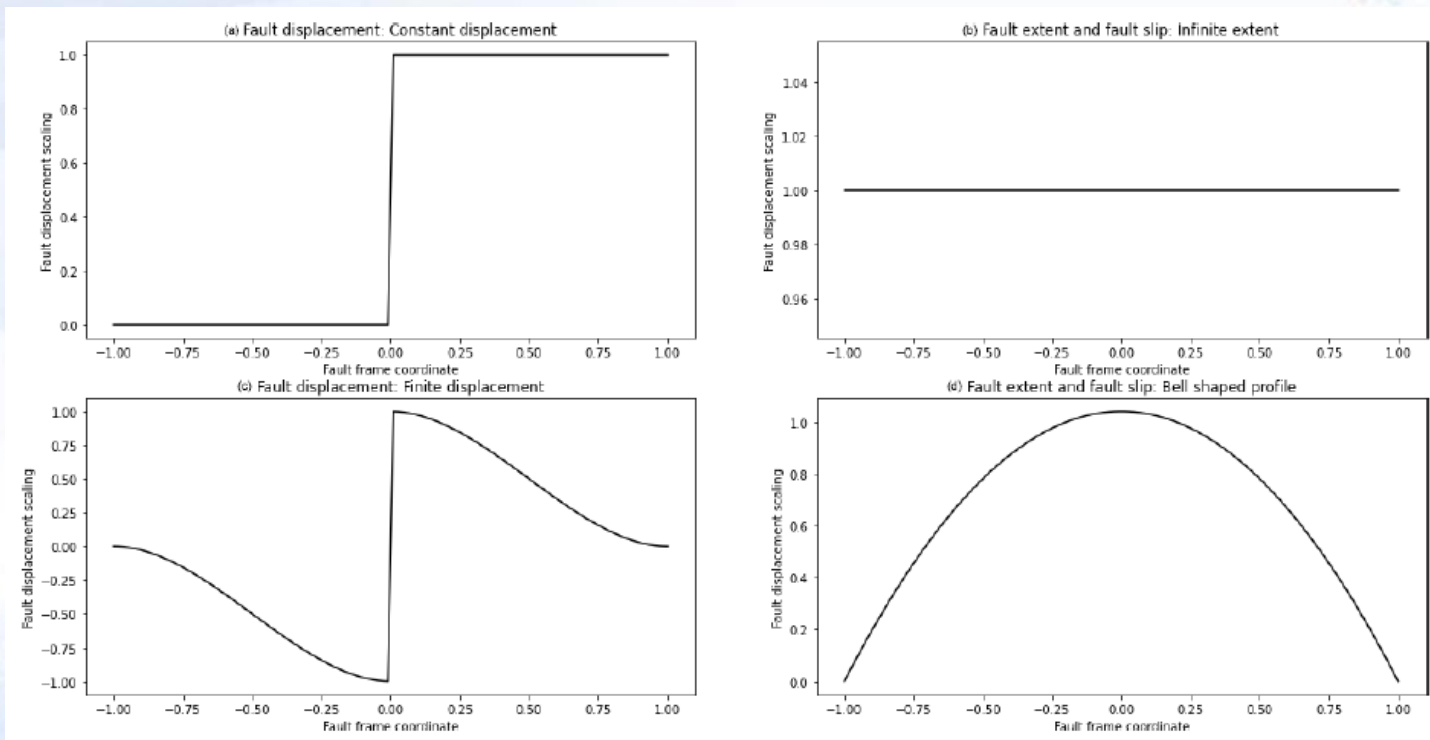 (a) Fault displacement: Constant displacement
Fault displacement scaling
1.0
0.8
0.6
0.4
0.2
0.0
−1.00 −0.75 −0.50 −0.25 0.00 0.25 0.50 0.75 1.00
Fault frame coordinate
(b) Fault extent and fault slip: Infinite extent
Fault displacement scaling
1.04
1.02
1.00
0.98
0.96
−1.00 −0.75 −0.50 −0.25 0.00 0.25 0.50 0.75 1.00
Fault frame coordinate
(c) Fault displacement: Finite displacement
Fault displacement scaling
1.00
0.75
0.50
0.25
0.00
−0.25
−0.50
−0.75
−1.00
−1.00 −0.75 −0.50 −0.25 0.00 0.25 0.50 0.75 1.00
Fault frame coordinate
(d) Fault extent and fault slip: Bell shaped profile
Fault displacement scaling
1.0
0.8
0.6
0.4
0.2
0.0
−1.00 −0.75 −0.50 −0.25 0.00 0.25 0.50 0.75 1.00
Fault frame coordinate